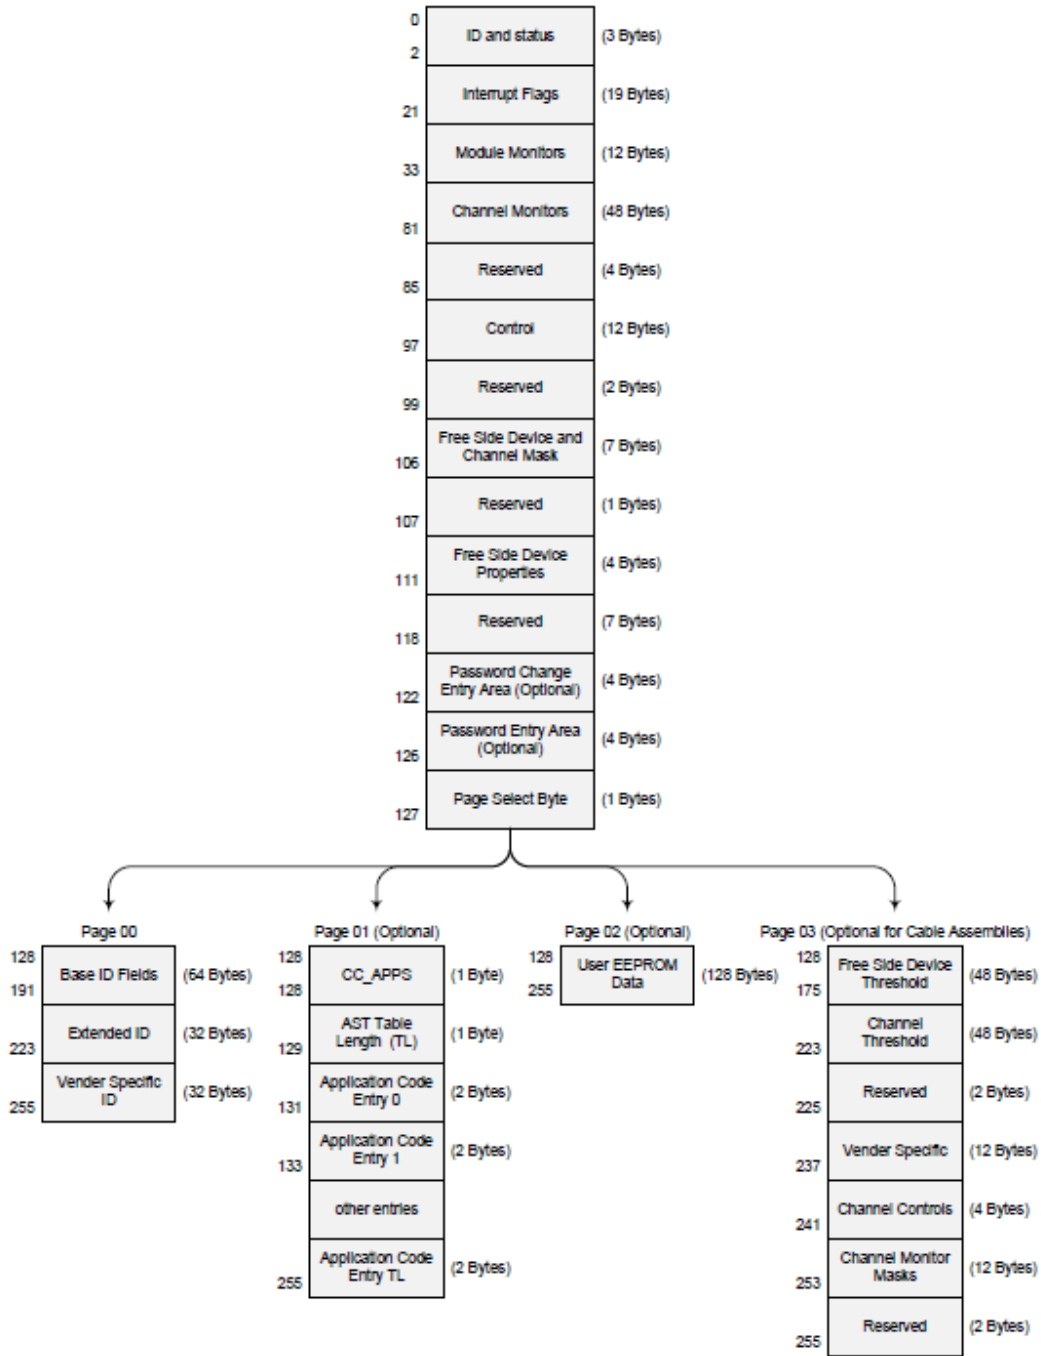 0
ID and status (3 Bytes)
2
Interrupt Flags (19 Bytes)
21
Module Monitors (12 Bytes)
33
Channel Monitors (48 Bytes)
81
Reserved (4 Bytes)
85
Control (12 Bytes)
97
Reserved (2 Bytes)
99
Free Side Device and
Channel Mask (7 Bytes)
106
Reserved (1 Bytes)
107
Free Side Device
Properties (4 Bytes)
111
Reserved (7 Bytes)
118
Password Change
Entry Area (Optional) (4 Bytes)
122
Password Entry Area
(Optional) (4 Bytes)
126
Page Select Byte (1 Bytes)
127
Page 00
128
Base ID Fields (64 Bytes)
191
Extended ID (32 Bytes)
223
Vender Specific
ID (32 Bytes)
255
Page 01 (Optional)
128
CC_APPS (1 Byte)
128
AST Table
Length (TL) (1 Byte)
129
Application Code
Entry 0 (2 Bytes)
131
Application Code
Entry 1 (2 Bytes)
133
other entries
Application Code
Entry TL (2 Bytes)
255
Page 02 (Optional)
128
User EEPROM
Data (128 Bytes)
255
Page 03 (Optional for Cable Assemblies)
128
Free Side Device
Threshold (48 Bytes)
175
Channel
Threshold (48 Bytes)
223
Reserved (2 Bytes)
225
Vender Specific (12 Bytes)
237
Channel Controls (4 Bytes)
241
Channel Monitor
Masks (12 Bytes)
253
Reserved (2 Bytes)
255